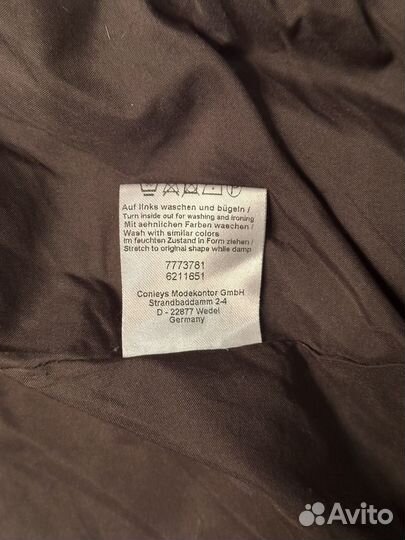 Auf links waschen und bügeln /
Turn inside out for washing and ironing
Mit aehnlichen Farben waschen /
Wash with similar colors
Im feuchten Zustand in Form ziehen /
Stretch to original shape while damp
7773781
6211651
Conleys Modekontor GmbH
Strandbaddamm 2-4
D - 22877 Wedel
Germany
Avito